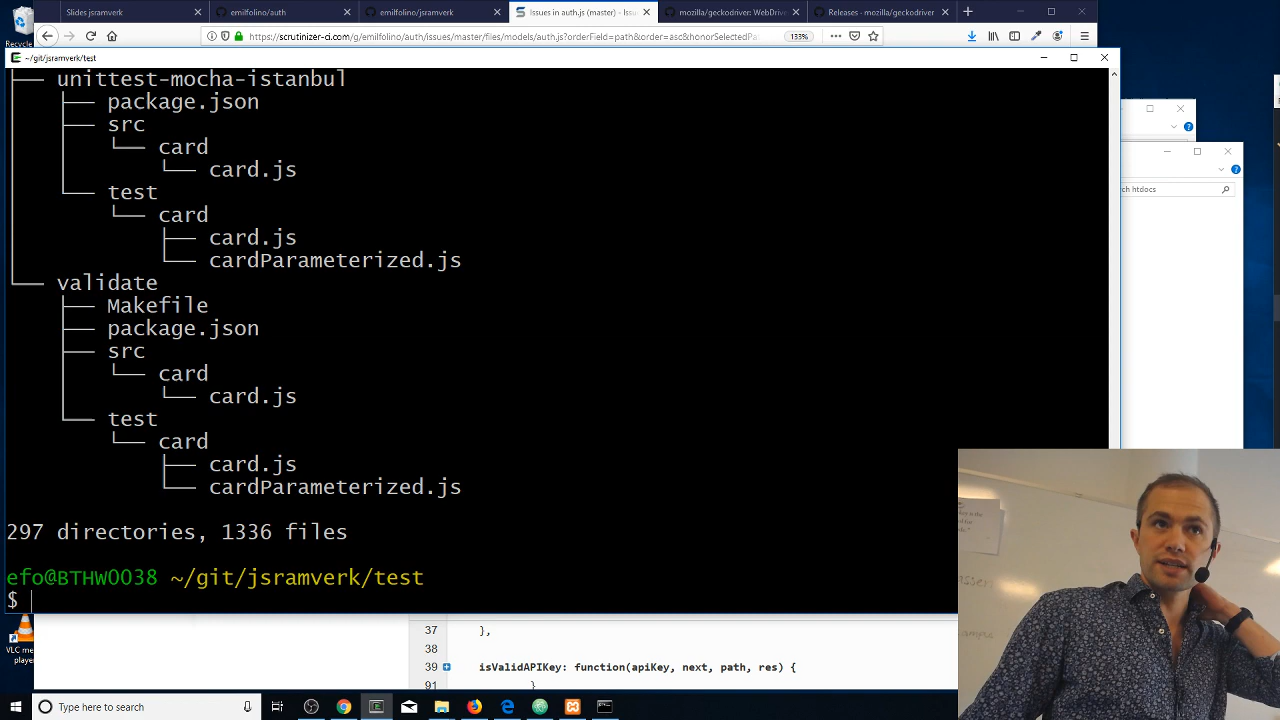 Slides jsramverk
emilfolino/auth
emilfolino/jsramverk
Issues in auth.js (master) - Issu
mozilla/geckodriver: WebDriv
Releases - mozilla/geckodriver
Recycle
https://scrutinizer-ci.com/g/emilfolino/auth/issues/master/files/models/auth.js?orderField=path&order=asc&honorSelectedPa
133%
~/git/jsramverk/test
unittest-mocha-istanbul
package.json
src
card
card.js
test
card
card.js
cardParameterized.js
validate
Makefile
package.json
src
card
card.js
test
card
card.js
cardParameterized.js
297 directories, 1336 files
efo@BTHWOO38 ~/git/jsramverk/test
$
rch htdocs
VLC me
player
37 },
38
39 isValidAPIKey: function(apiKey, next, path, res) {
91 }
Type here to search